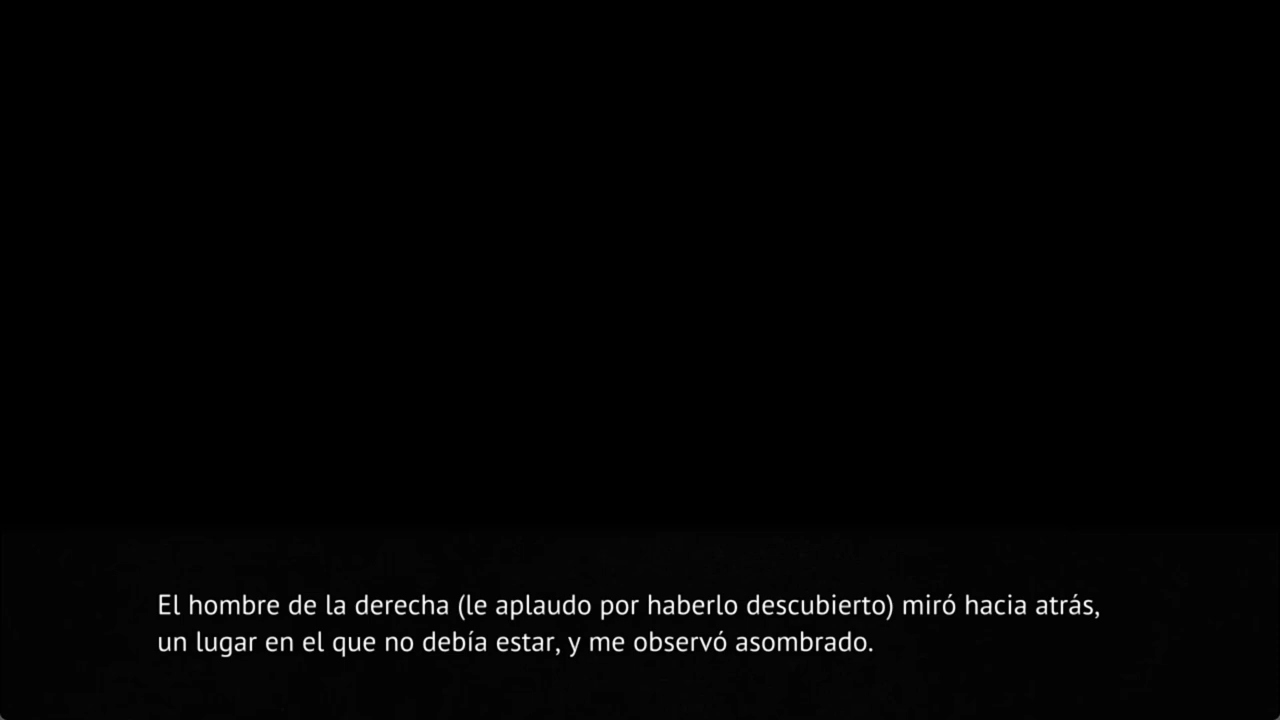 El hombre de la derecha (le aplaudo por haberlo descubierto) miró hacia atrás,
un lugar en el que no debía estar, y me observó asombrado.